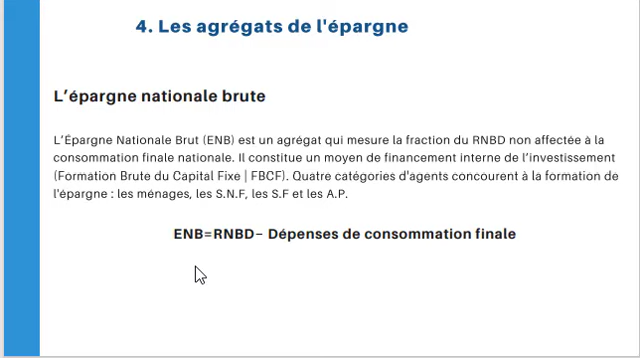 4. Les agrégats de l'épargne
L'épargne nationale brute
L'Épargne Nationale Brut (ENB) est un agrégat qui mesure la fraction du RNBD non affectée à la
consommation finale nationale. Il constitue un moyen de financement interne de l'investissement
(Formation Brute du Capital Fixe | FBCF). Quatre catégories d'agents concourent à la formation de
l'épargne : les ménages, les S.N.F, les S.F et les A.P.
ENB=RNBD– Dépenses de consommation finale